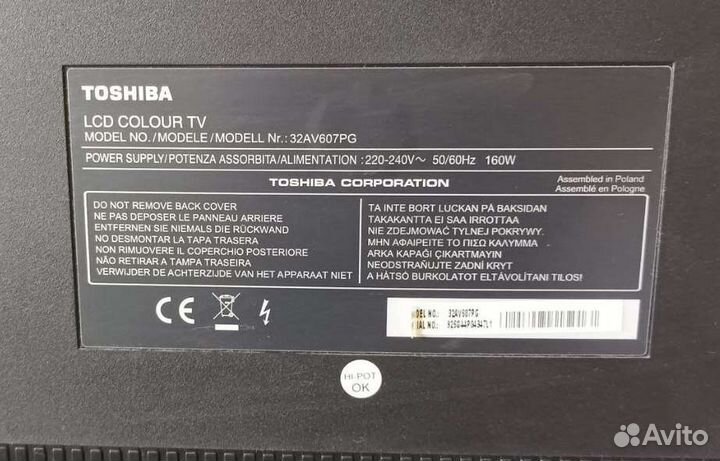 TOSHIBA
LCD COLOUR TV
MODEL NO./MODELE/MODELL Nr.:32AV607PG
POWER SUPPLY/POTENZA ASSORBITA/ALIMENTATION :220-240V～ 50/60Hz 160W
TOSHIBA CORPORATION
Assembled in Poland
Assemblé en Pologne
DO NOT REMOVE BACK COVER
NE PAS DEPOSER LE PANNEAU ARRIERE
ENTFERNEN SIE NIEMALS DIE RÜCKWAND
NO DESMONTAR LA TAPA TRASERA
NON RIMUOVERE IL COPERCHIO POSTERIORE
NÃO RETIRAR A TAMPA TRASEIRA
VERWIJDER DE ACHTERZIJDE VAN HET APPARAAT NIET
TA INTE BORT LUCKAN PÅ BAKSIDAN
TAKAKANTTA EI SAA IRROTTAA
NIE ZDEJMOWAĆ TYLNEJ POKRYWY.
ΜΗΝ ΑΦΑΙΡΕΙΤΕ ΤΟ ΠΙΣΩ ΚΑΛΥΜΜΑ
ARKA KAPAĞI ÇIKARTMAYIN
NEODSTRAŇUJTE ZADNÍ KRYT
A HÁTSÓ BURKOLATOT ELTÁVOLÍTANI TILOS!
CE
ODEL NO.: 32AV607PG
RIAL NO.:
HI-POT
OK
Avito